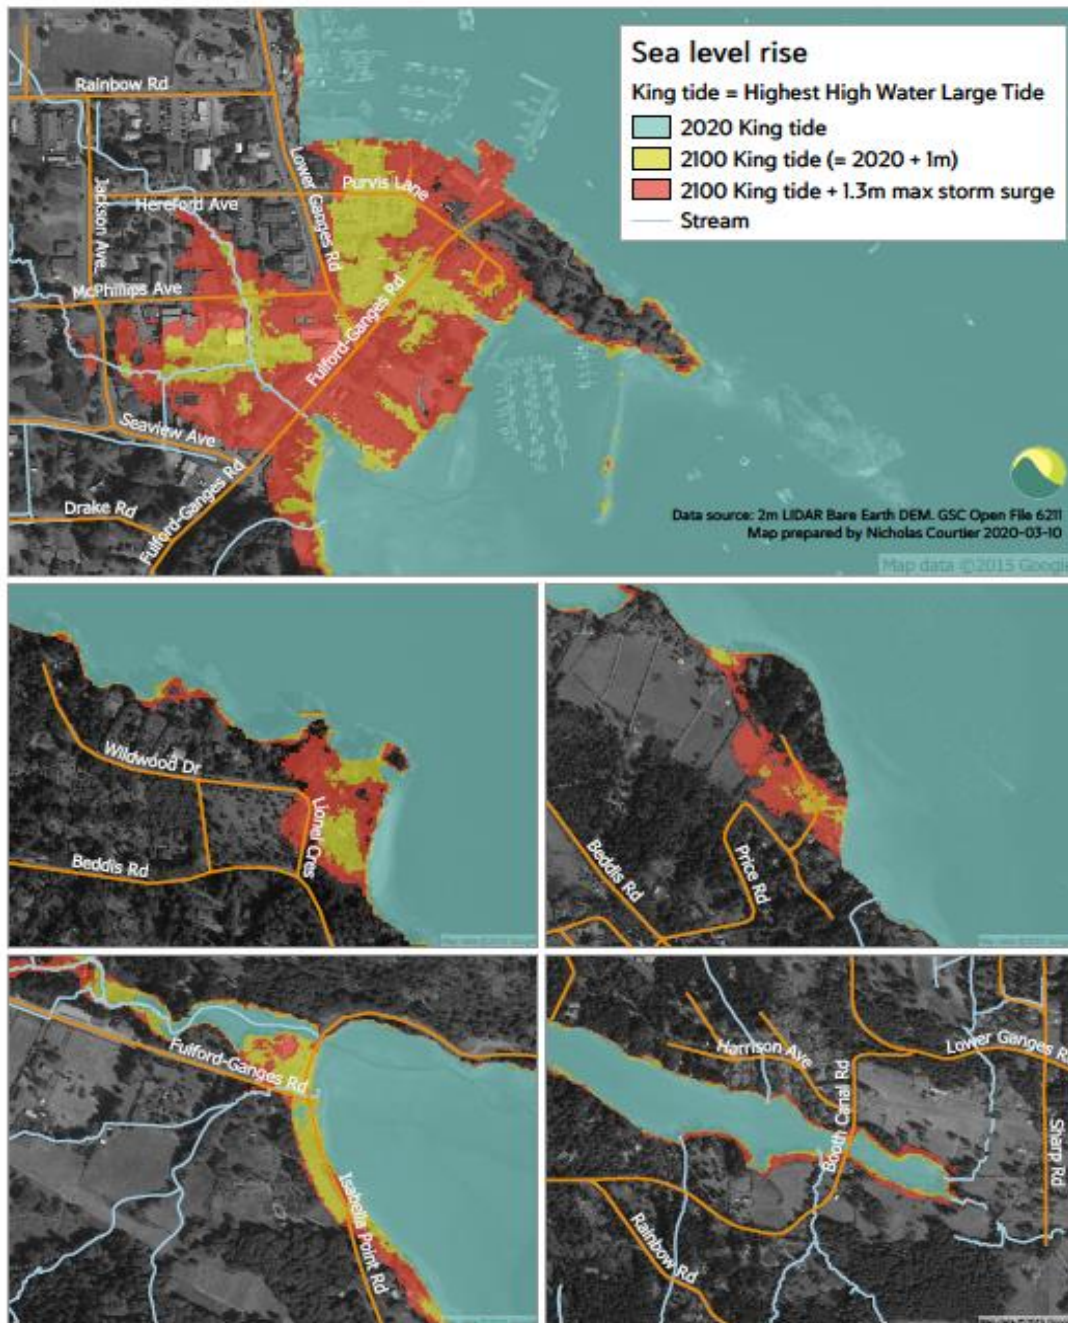 Sea level rise
King tide = Highest High Water Large Tide
2020 King tide
2100 King tide (= 2020 + 1m)
2100 King tide + 1.3m max storm surge
Stream
Rainbow Rd
Lower Ganges Rd
Purvis Lane
Jackson Ave.
Hereford Ave
McPhillips Ave
Fulford-Ganges Rd
Seaview Ave
Drake Rd
Fulford-Ganges Rd
Data source: 2m LIDAR Bare Earth DEM. GSC Open File 6211
Map prepared by Nicholas Courtier 2020-03-10
Map data ©2015 Google
Wildwood Dr
Lionel Cres
Beddis Rd
Beddis Rd
Price Rd
Fulford-Ganges Rd
Isabella Point Rd
Harrison Ave
Booth Canal Rd
Lower Ganges R
Sharp Rd
Rainbow Rd